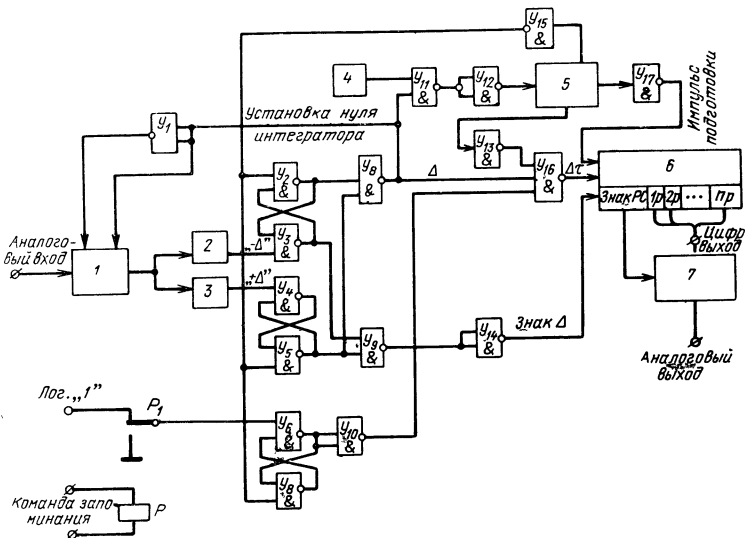 У15
&
4
У11
&
У12
&
5
У17
&
Импульс
подготовки
У1
Установка нуля
интегратора
У13
&
У2
&
У8
&
Δ
У16
&
Δτ
6
Знак РС 1р 2р ... пр
Аналого-
вый вход
1
2
„-Δ"
У3
&
Цифр
выход
3
„+Δ"
У4
&
7
У5
&
У9
&
У14
&
Знак Δ
Аналоговый
выход
Лог. „1"
Р1
У6
&
У10
&
У8
&
Команда запо
минания
Р